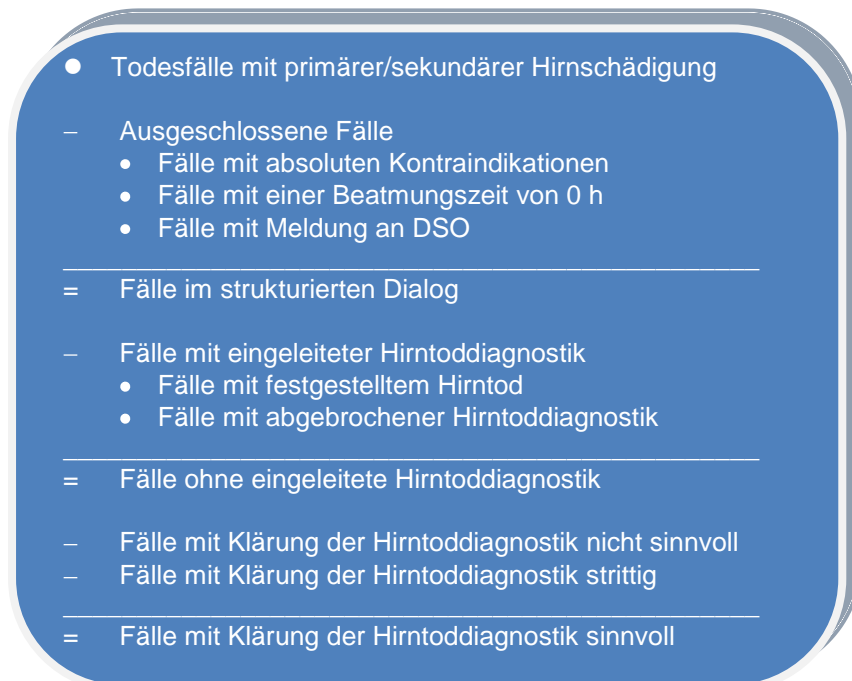 ● Todesfälle mit primärer/sekundärer Hirnschädigung
– Ausgeschlossene Fälle
• Fälle mit absoluten Kontraindikationen
• Fälle mit einer Beatmungszeit von 0 h
• Fälle mit Meldung an DSO
= Fälle im strukturierten Dialog
– Fälle mit eingeleiteter Hirntoddiagnostik
• Fälle mit festgestelltem Hirntod
• Fälle mit abgebrochener Hirntoddiagnostik
= Fälle ohne eingeleitete Hirntoddiagnostik
– Fälle mit Klärung der Hirntoddiagnostik nicht sinnvoll
– Fälle mit Klärung der Hirntoddiagnostik strittig
= Fälle mit Klärung der Hirntoddiagnostik sinnvoll